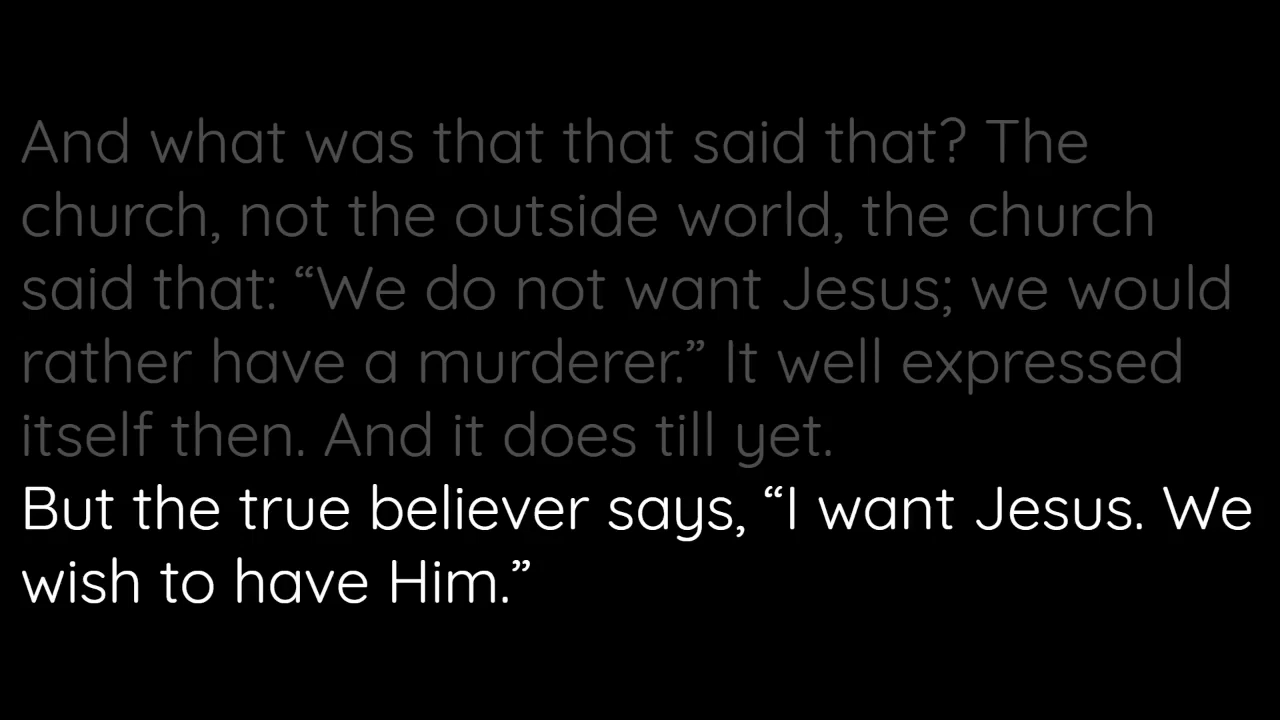 And what was that that said that? The
church, not the outside world, the church
said that: “We do not want Jesus; we would
rather have a murderer.” It well expressed
itself then. And it does till yet.
But the true believer says, “I want Jesus. We
wish to have Him.”